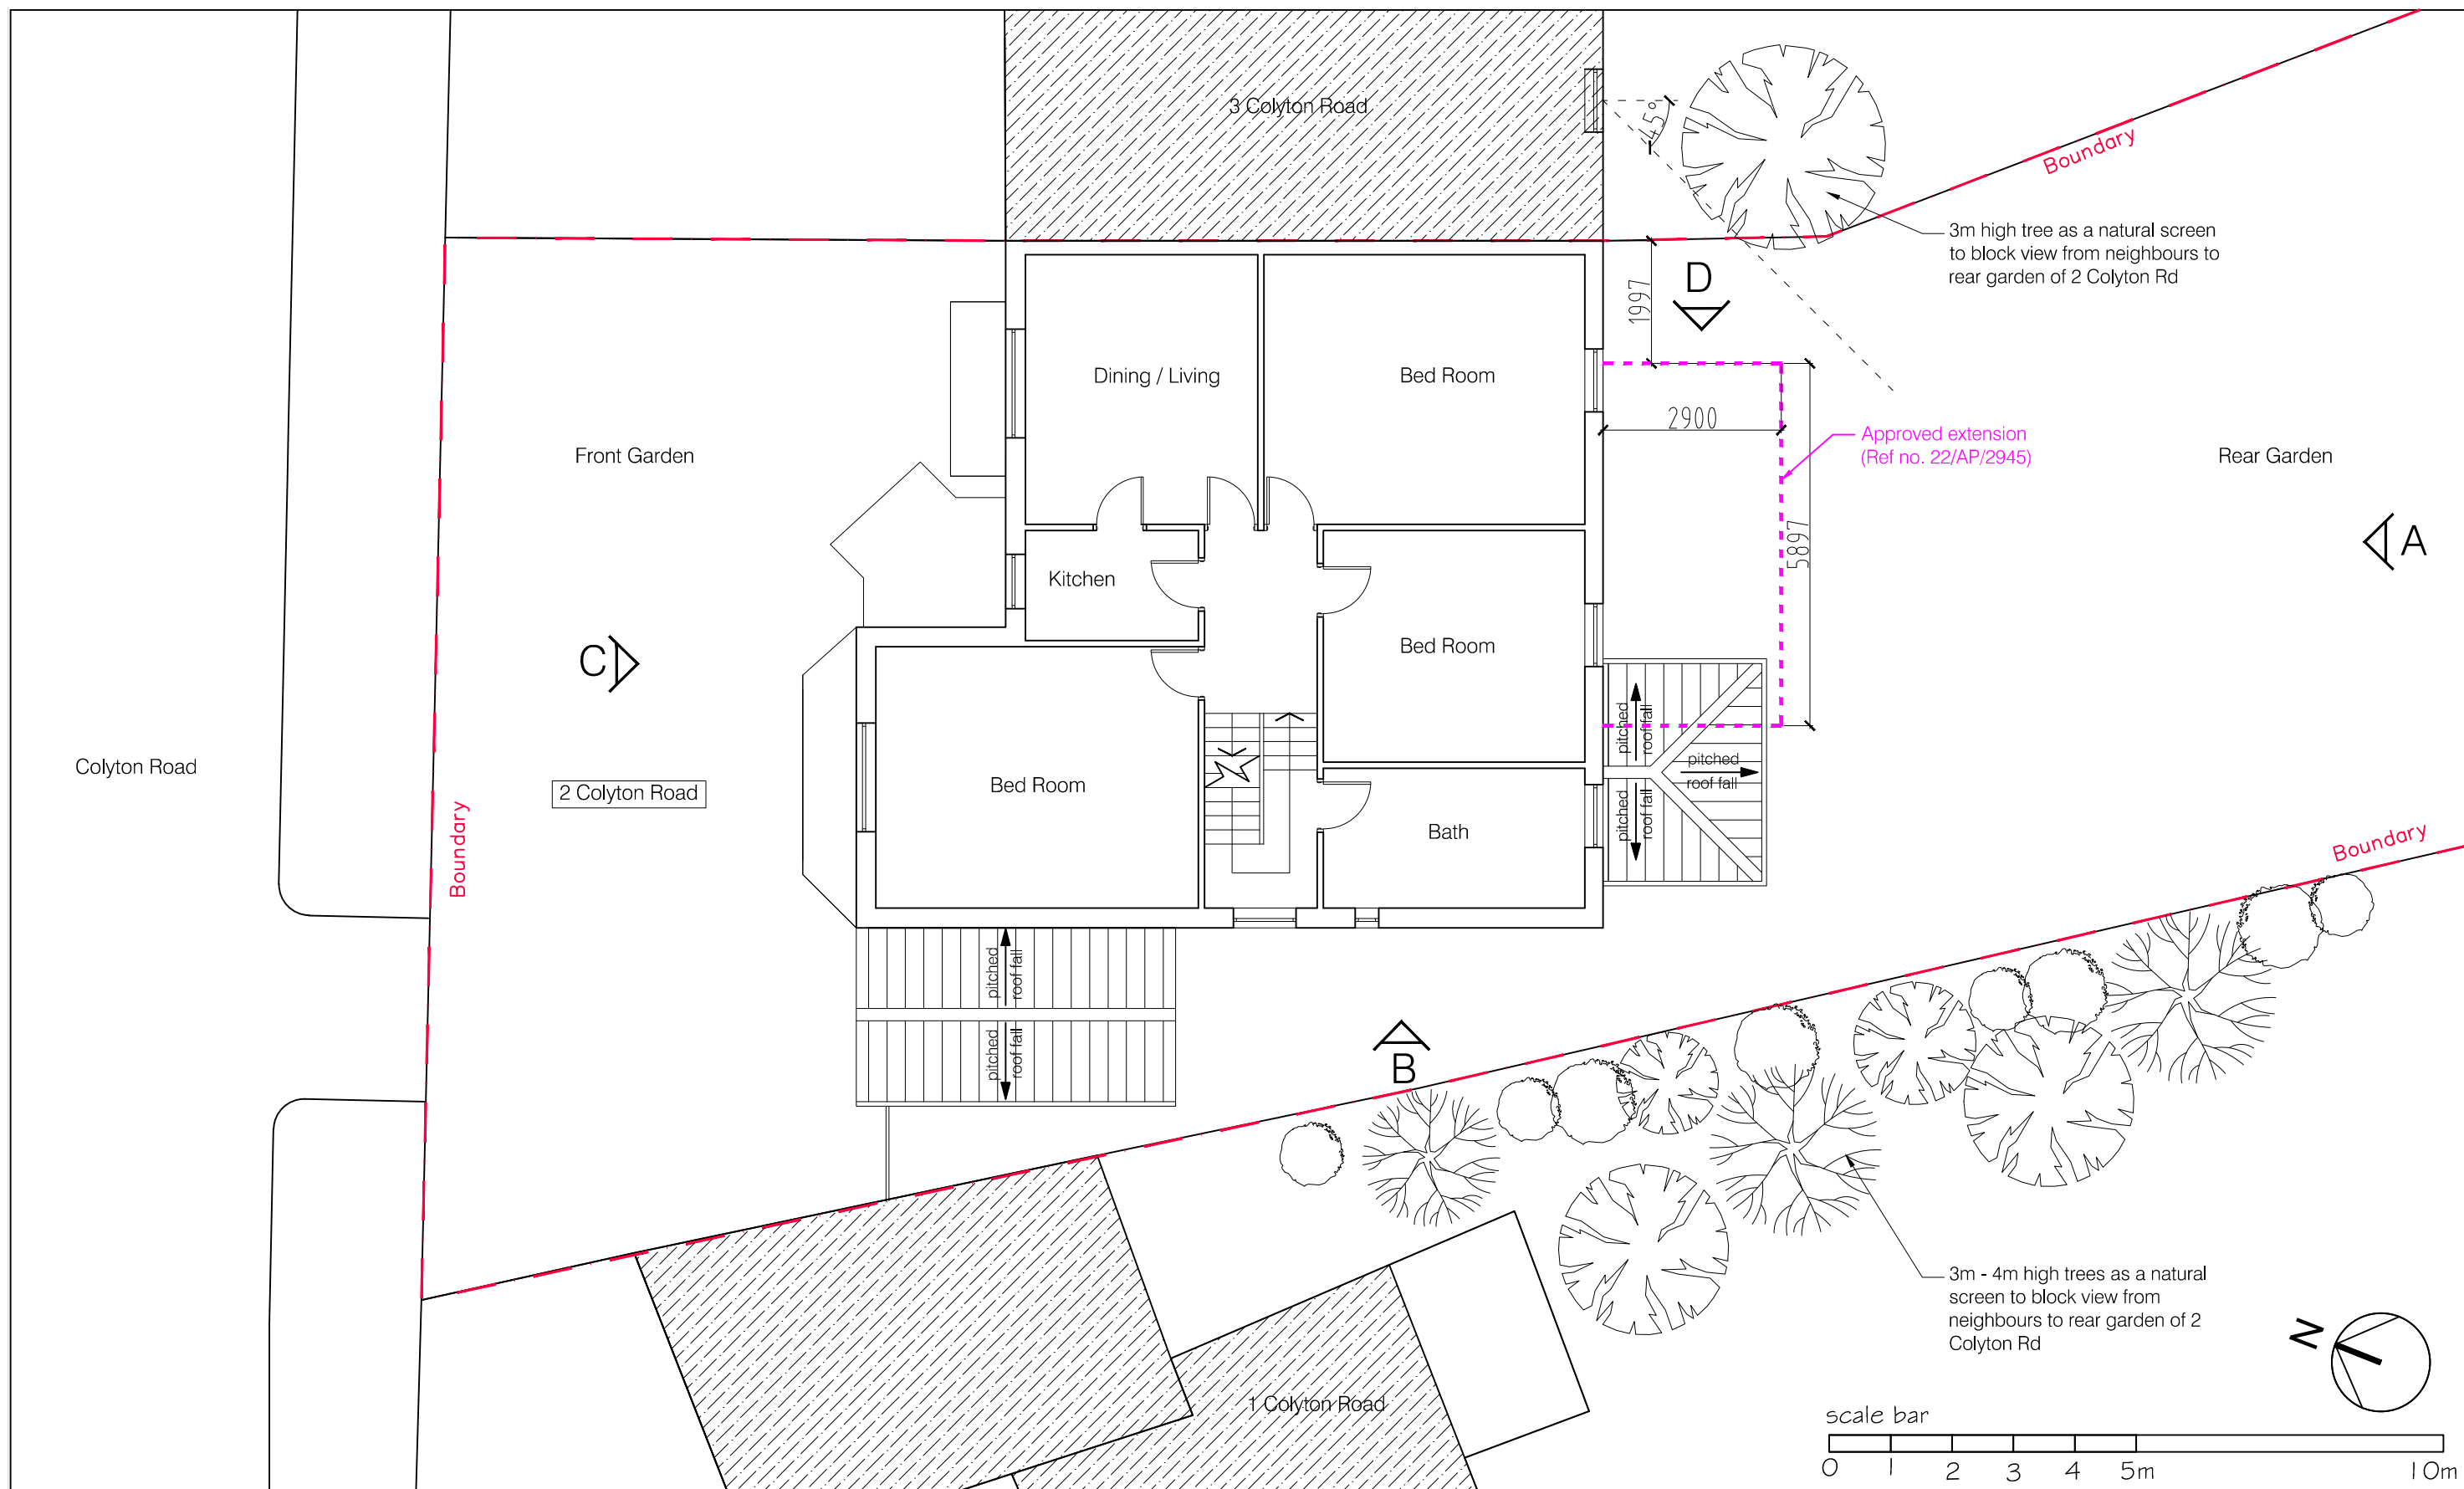 3 Colyton Road
45°
Boundary
3m high tree as a natural screen
to block view from neighbours to
rear garden of 2 Colyton Rd
D
1997
Dining / Living
Bed Room
2900
Approved extension
(Ref no. 22/AP/2945)
Front Garden
Rear Garden
5897
A
Kitchen
Bed Room
C
pitched
roof fall
pitched
roof fall
pitched
roof fall
Colyton Road
2 Colyton Road
Boundary
Bed Room
Bath
Boundary
pitched
roof fall
pitched
roof fall
B
3m - 4m high trees as a natural
screen to block view from
neighbours to rear garden of 2
Colyton Rd
N
1 Colyton Road
scale bar
0 1 2 3 4 5m 10m